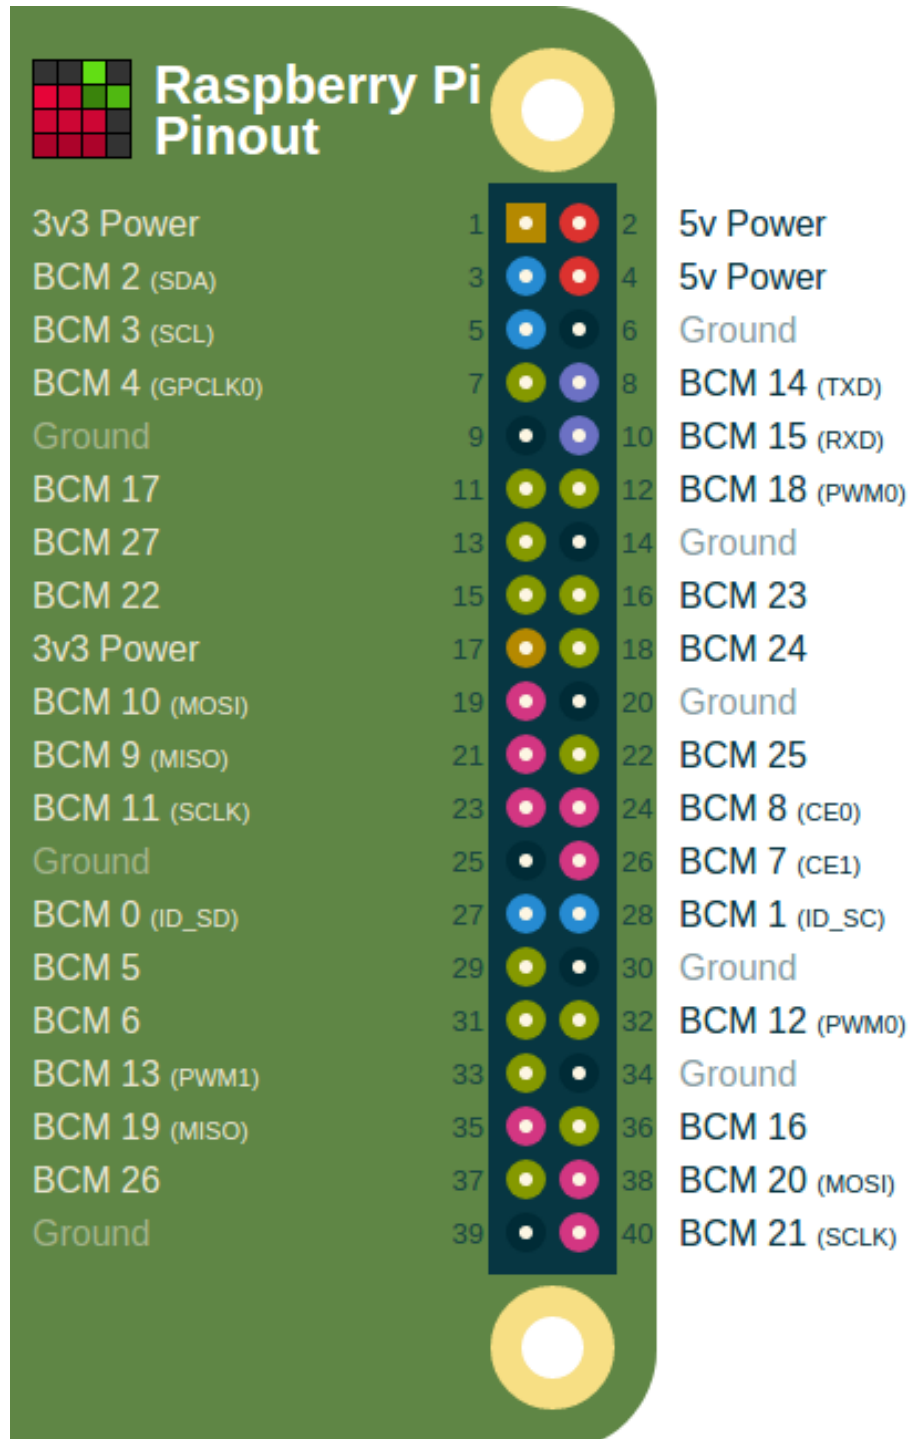 Raspberry Pi
Pinout
3v3 Power 1 2 5v Power
BCM 2 (SDA) 3 4 5v Power
BCM 3 (SCL) 5 6 Ground
BCM 4 (GPCLK0) 7 8 BCM 14 (TXD)
Ground 9 10 BCM 15 (RXD)
BCM 17 11 12 BCM 18 (PWM0)
BCM 27 13 14 Ground
BCM 22 15 16 BCM 23
3v3 Power 17 18 BCM 24
BCM 10 (MOSI) 19 20 Ground
BCM 9 (MISO) 21 22 BCM 25
BCM 11 (SCLK) 23 24 BCM 8 (CE0)
Ground 25 26 BCM 7 (CE1)
BCM 0 (ID_SD) 27 28 BCM 1 (ID_SC)
BCM 5 29 30 Ground
BCM 6 31 32 BCM 12 (PWM0)
BCM 13 (PWM1) 33 34 Ground
BCM 19 (MISO) 35 36 BCM 16
BCM 26 37 38 BCM 20 (MOSI)
Ground 39 40 BCM 21 (SCLK)